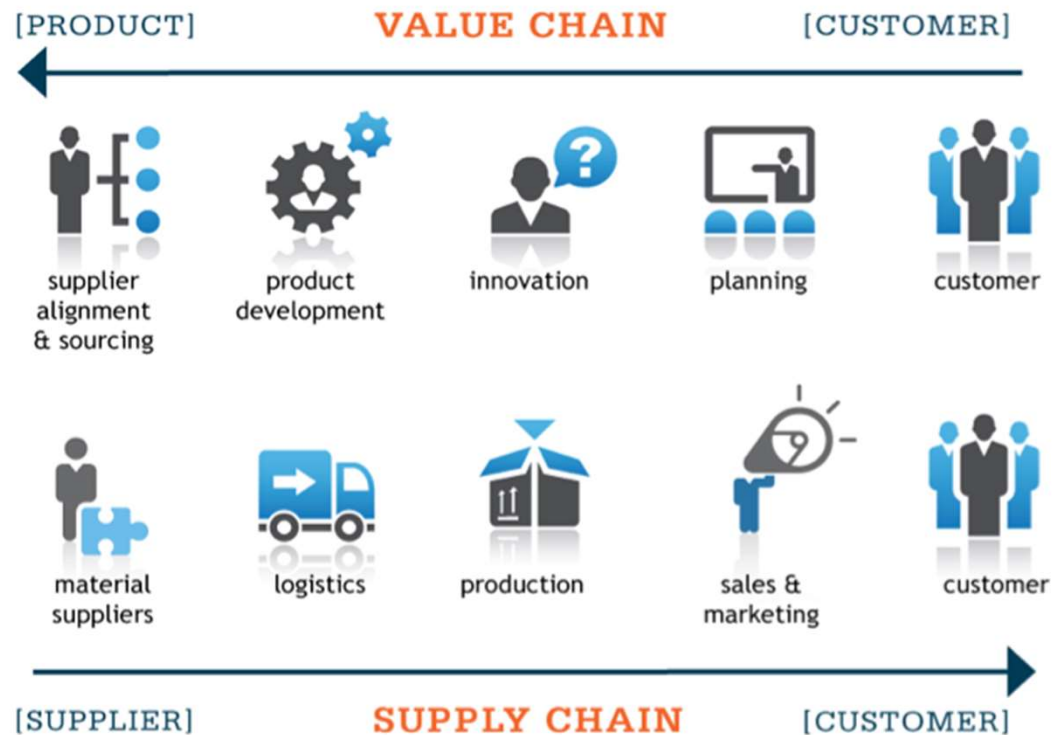 [PRODUCT] VALUE CHAIN [CUSTOMER]
supplier alignment & sourcing
product development
innovation
planning
customer
?
material suppliers
logistics
production
sales & marketing
customer
[SUPPLIER] SUPPLY CHAIN [CUSTOMER]